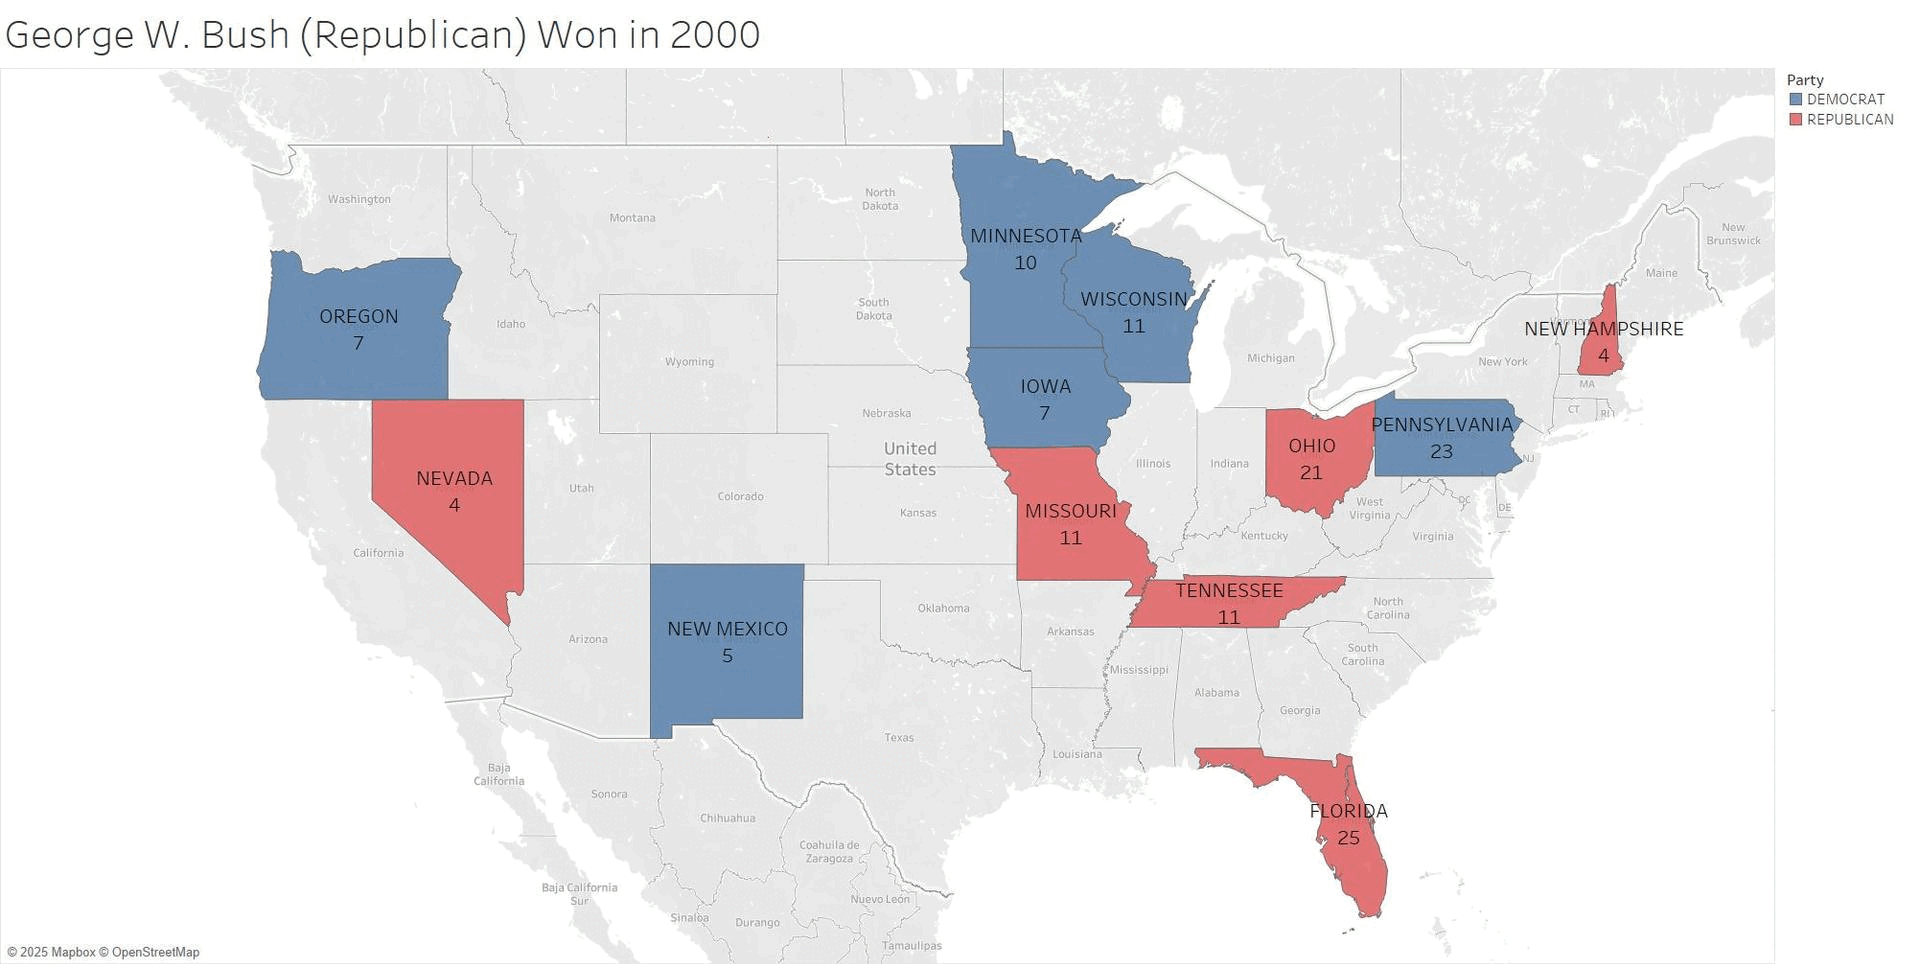 George W. Bush (Republican) Won in 2000
Party
DEMOCRAT
REPUBLICAN
Washington
Montana
North
Dakota
MINNESOTA
10
New
Brunswick
Maine
OREGON
7
Idaho
South
Dakota
WISCONSIN
11
Vermont
NEW HAMPSHIRE
4
Wyoming
Michigan
New York
MA
CT
RI
IOWA
7
Nebraska
United
States
PENNSYLVANIA
23
OHIO
21
NJ
NEVADA
4
Utah
Colorado
Kansas
Illinois
Indiana
West
Virginia
DC
DE
MISSOURI
11
Kentucky
Virginia
California
TENNESSEE
11
North
Carolina
NEW MEXICO
5
Arizona
Oklahoma
Arkansas
South
Carolina
Mississippi
Alabama
Georgia
Texas
Louisiana
Baja
California
Sonora
Chihuahua
FLORIDA
25
Coahuila de
Zaragoza
Baja California
Sur
Nuevo León
Sinaloa
Durango
Tamaulipas
© 2025 Mapbox © OpenStreetMap